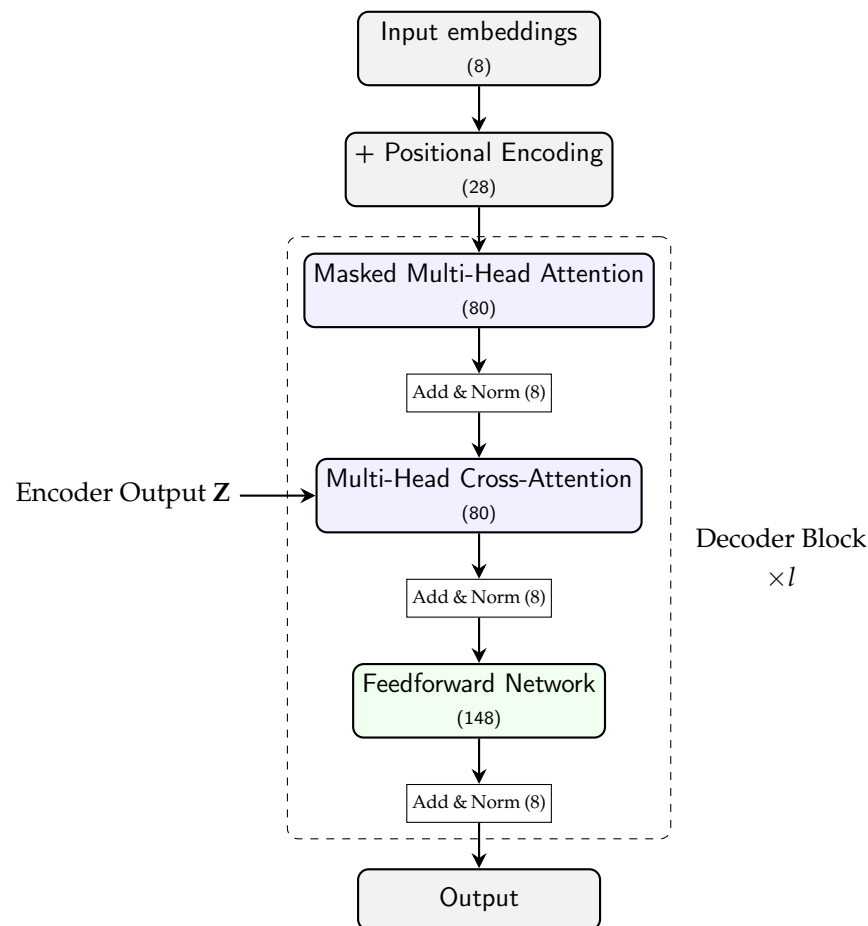 Input embeddings
(8)
+ Positional Encoding
(28)
Masked Multi-Head Attention
(80)
Add & Norm (8)
Multi-Head Cross-Attention
(80)
Encoder Output Z
Decoder Block
×l
Add & Norm (8)
Feedforward Network
(148)
Add & Norm (8)
Output